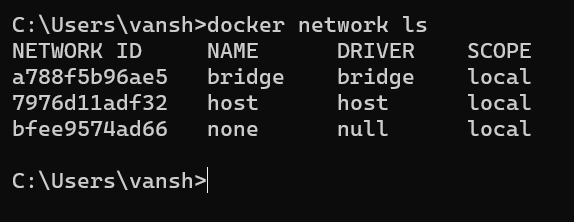 C:\Users\vansh>docker network ls
NETWORK ID     NAME      DRIVER    SCOPE
a788f5b96ae5   bridge    bridge    local
7976d11adf32   host      host      local
bfee9574ad66   none      null      local
C:\Users\vansh>